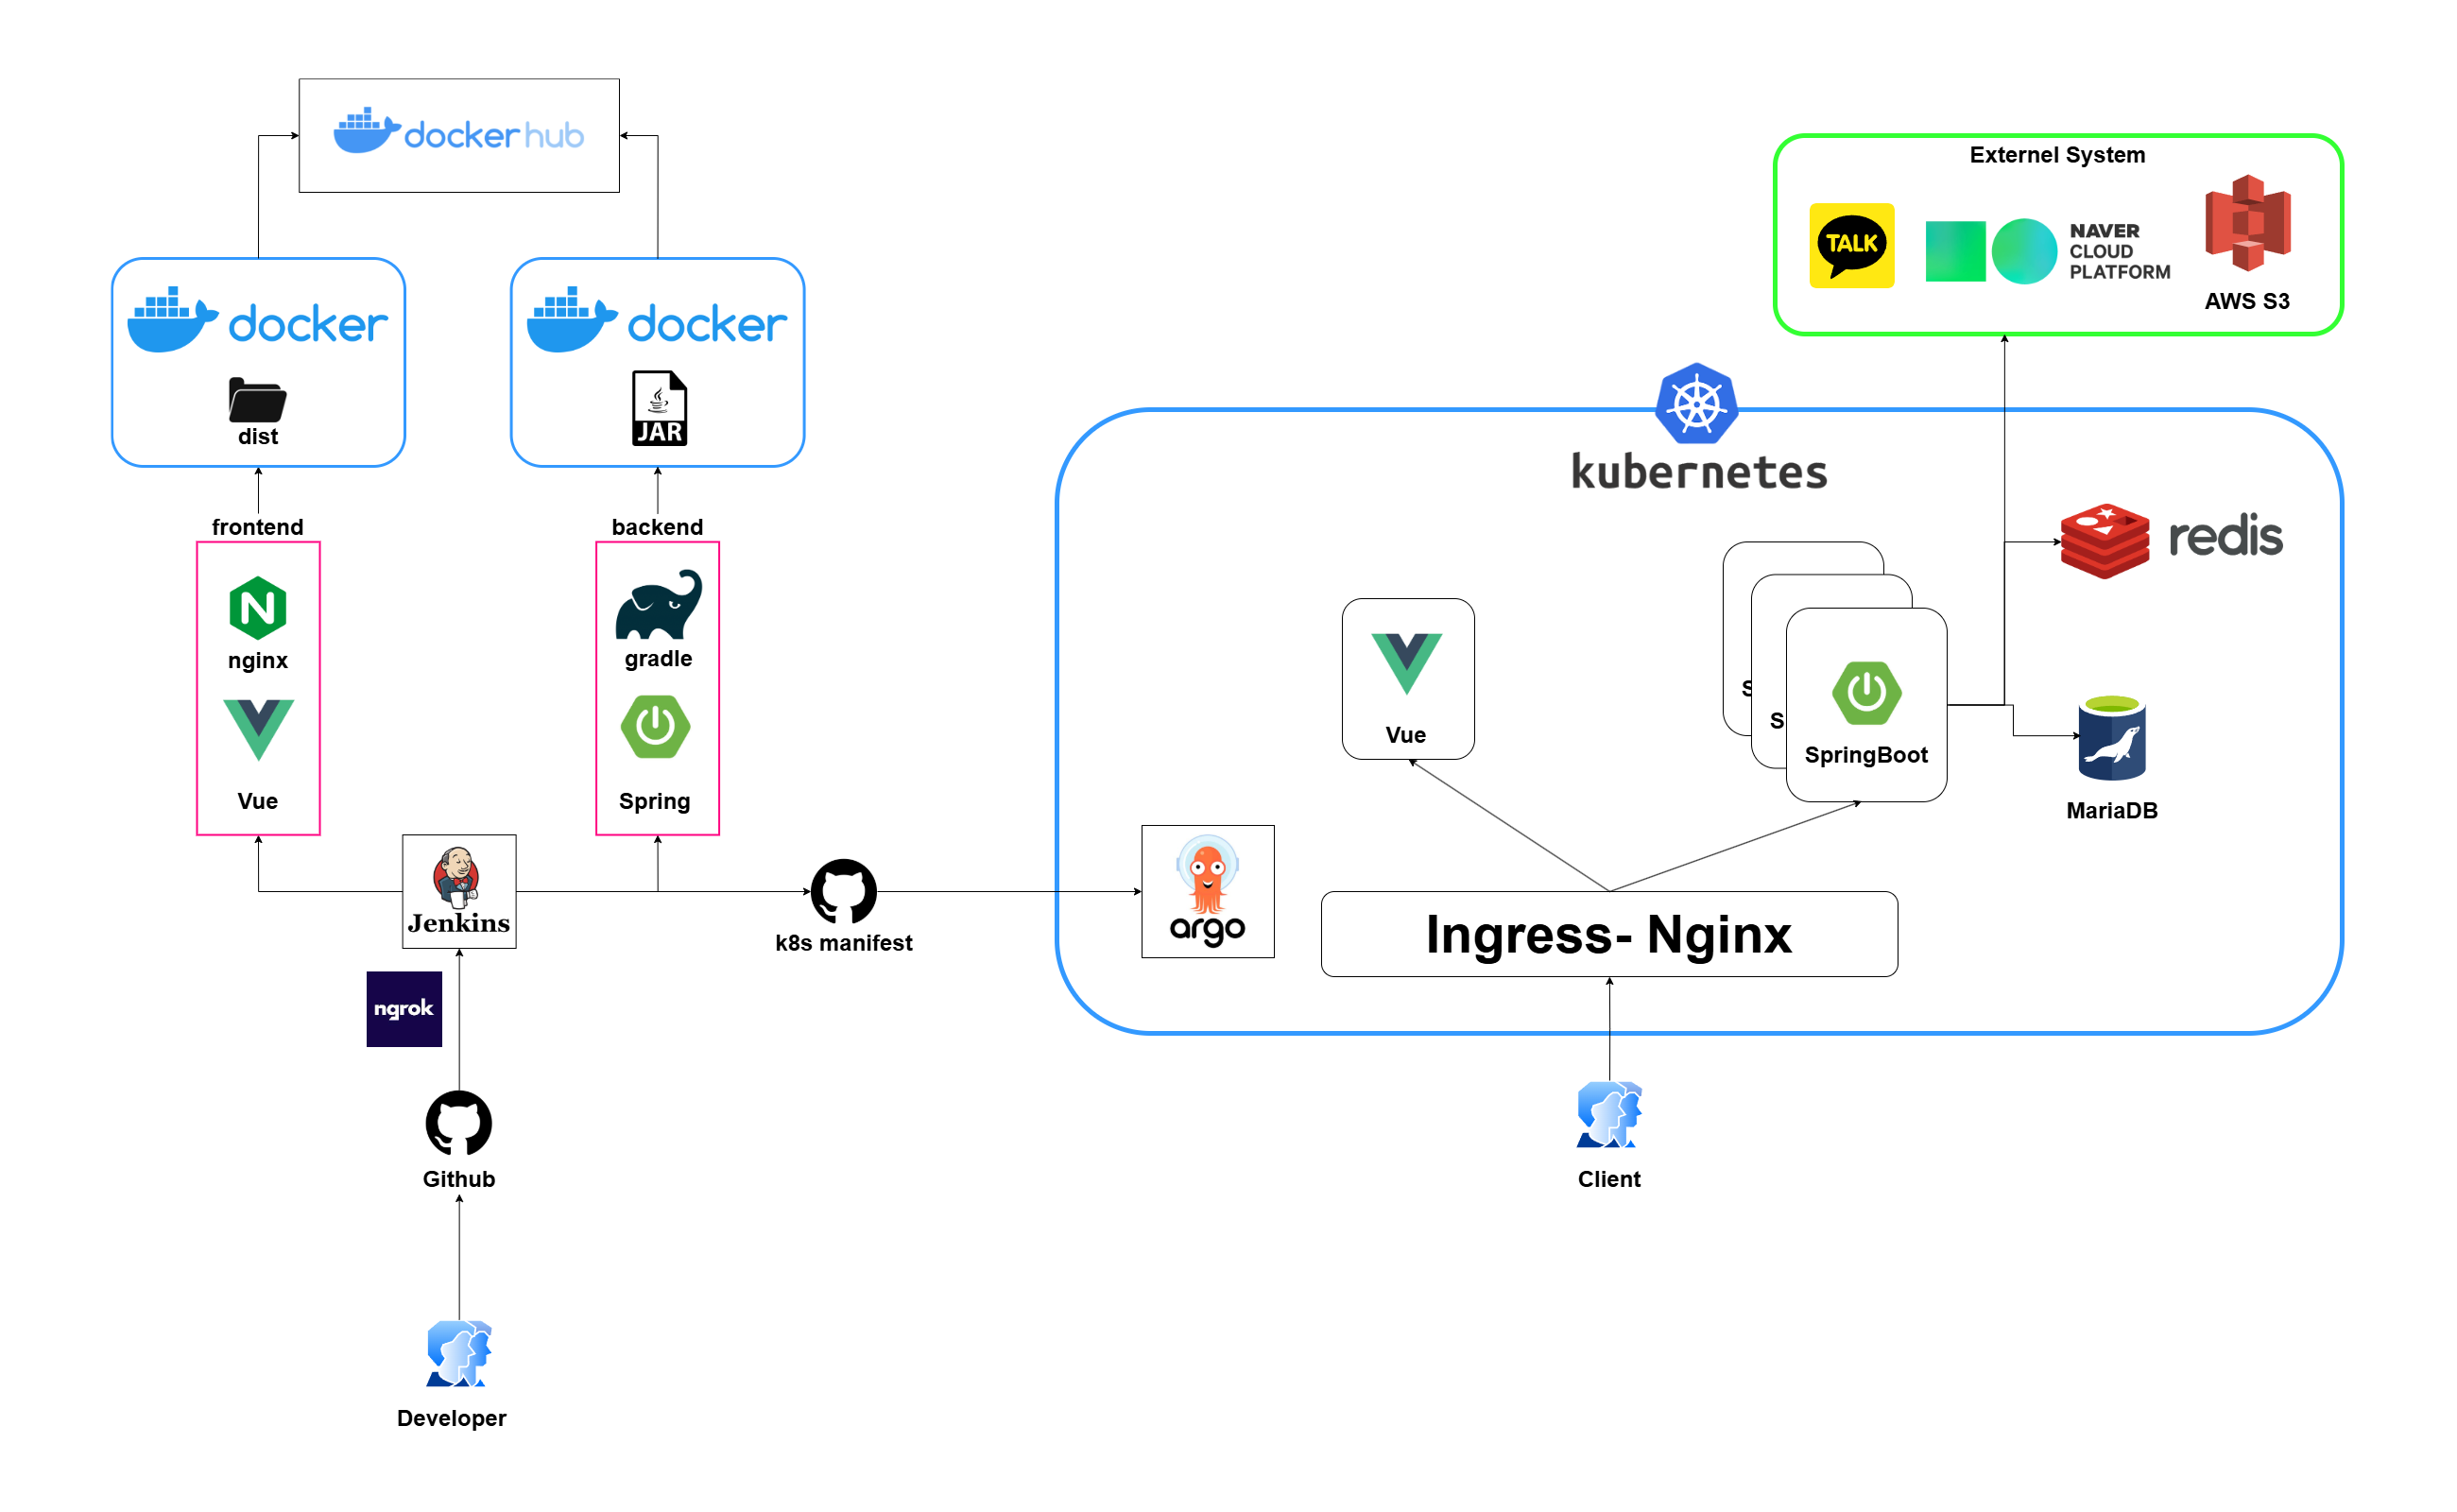 docker hub
docker
dist
docker
JAR
frontend
nginx
Vue
backend
gradle
Spring
Jenkins
k8s manifest
ngrok
Github
Developer
Externel System
TALK
NAVER
CLOUD
PLATFORM
AWS S3
kubernetes
redis
Vue
S
S
SpringBoot
MariaDB
argo
Ingress- Nginx
Client